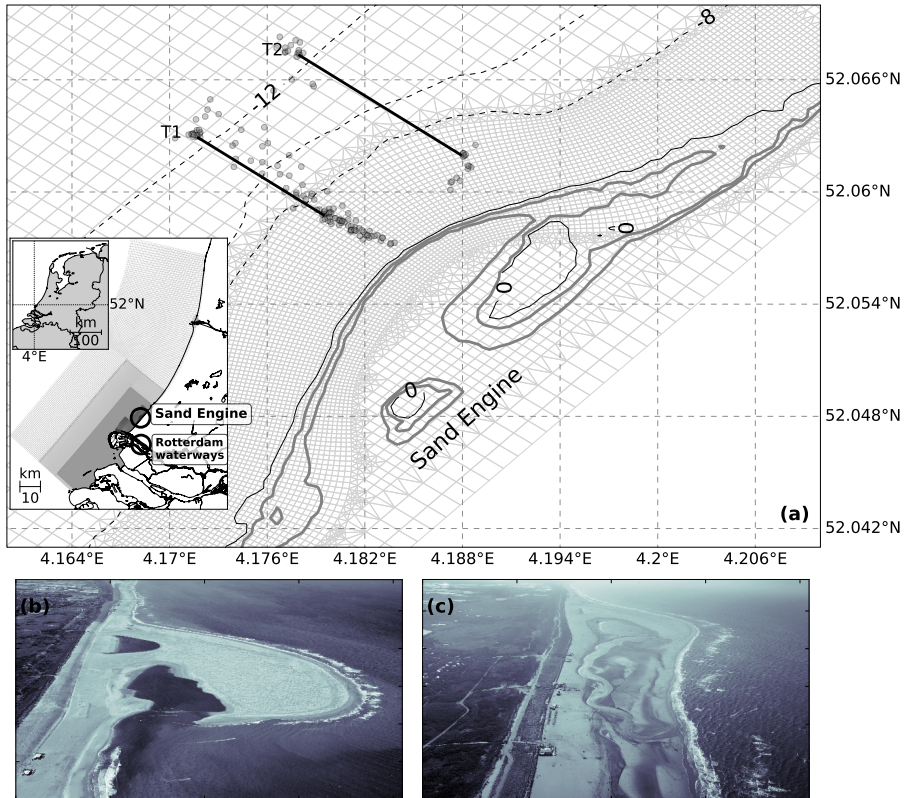 -8
T2
52.066°N
-12
T1
52.06°N
0
52°N
km
100
4°E
0
52.054°N
0
Sand Engine
Sand Engine
52.048°N
Rotterdam
waterways
km
10
(a)
52.042°N
4.164°E 4.17°E 4.176°E 4.182°E 4.188°E 4.194°E 4.2°E 4.206°E
(b)
(c)